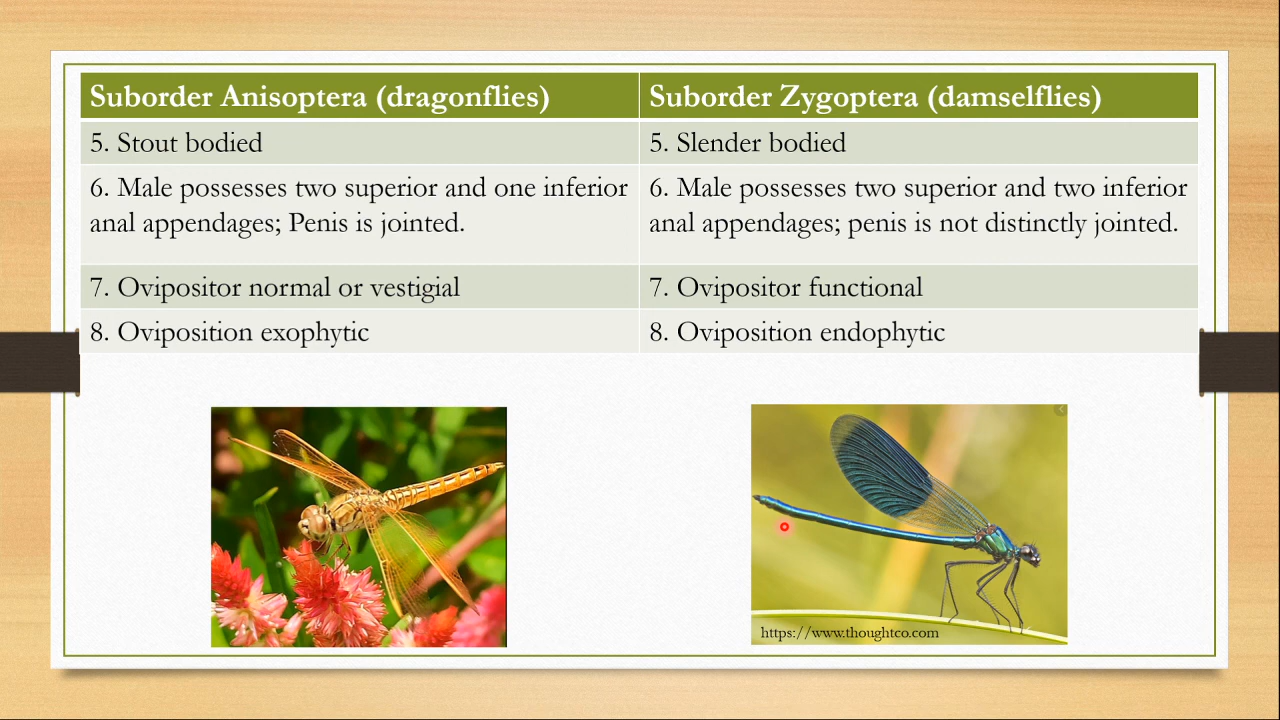 Suborder Anisoptera (dragonflies)
Suborder Zygoptera (damselflies)
5. Stout bodied
5. Slender bodied
6. Male possesses two superior and one inferior
anal appendages; Penis is jointed.
6. Male possesses two superior and two inferior
anal appendages; penis is not distinctly jointed.
7. Ovipositor normal or vestigial
7. Ovipositor functional
8. Oviposition exophytic
8. Oviposition endophytic
https://www.thoughtco.com